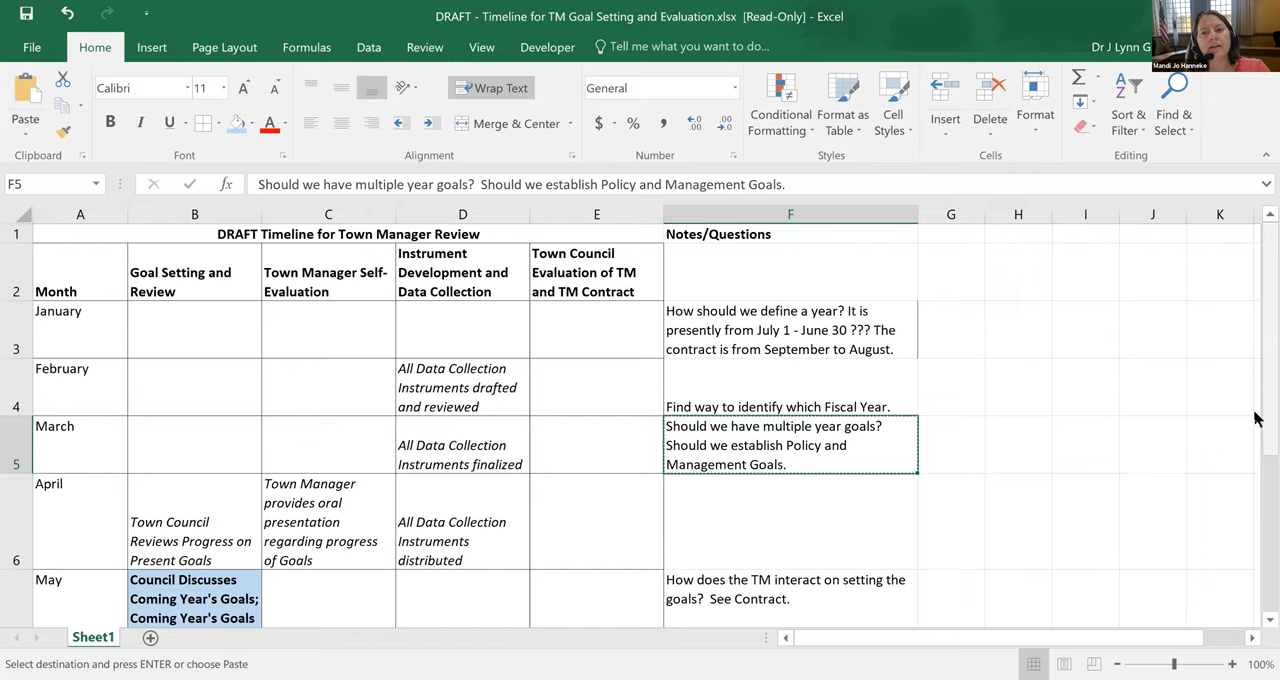 DRAFT - Timeline for TM Goal Setting and Evaluation.xlsx [Read-Only] - Excel
File Home Insert Page Layout Formulas Data Review View Developer Tell me what you want to do...
Dr J Lynn G
Mandi Jo Hanneke
Paste
Calibri 11
B I U A
Wrap Text
Merge & Center
General
$ % ,
Conditional Formatting
Format as Table
Cell Styles
Insert
Delete
Format
Sort & Filter
Find & Select
Clipboard Font Alignment Number Styles Cells Editing
F5 fx Should we have multiple year goals? Should we establish Policy and Management Goals.
A B C D E F G H I J K
1 DRAFT Timeline for Town Manager Review Notes/Questions
2
Month
Goal Setting and
Review
Town Manager Self-
Evaluation
Instrument
Development and
Data Collection
Town Council
Evaluation of TM
and TM Contract
3
January
How should we define a year? It is
presently from July 1 - June 30 ??? The
contract is from September to August.
4
February
All Data Collection
Instruments drafted
and reviewed
Find way to identify which Fiscal Year.
5
March
All Data Collection
Instruments finalized
Should we have multiple year goals?
Should we establish Policy and
Management Goals.
6
April
Town Council
Reviews Progress on
Present Goals
Town Manager
provides oral
presentation
regarding progress
of Goals
All Data Collection
Instruments
distributed
May
Council Discusses
Coming Year's Goals;
Coming Year's Goals
How does the TM interact on setting the
goals? See Contract.
Sheet1
Select destination and press ENTER or choose Paste
100%